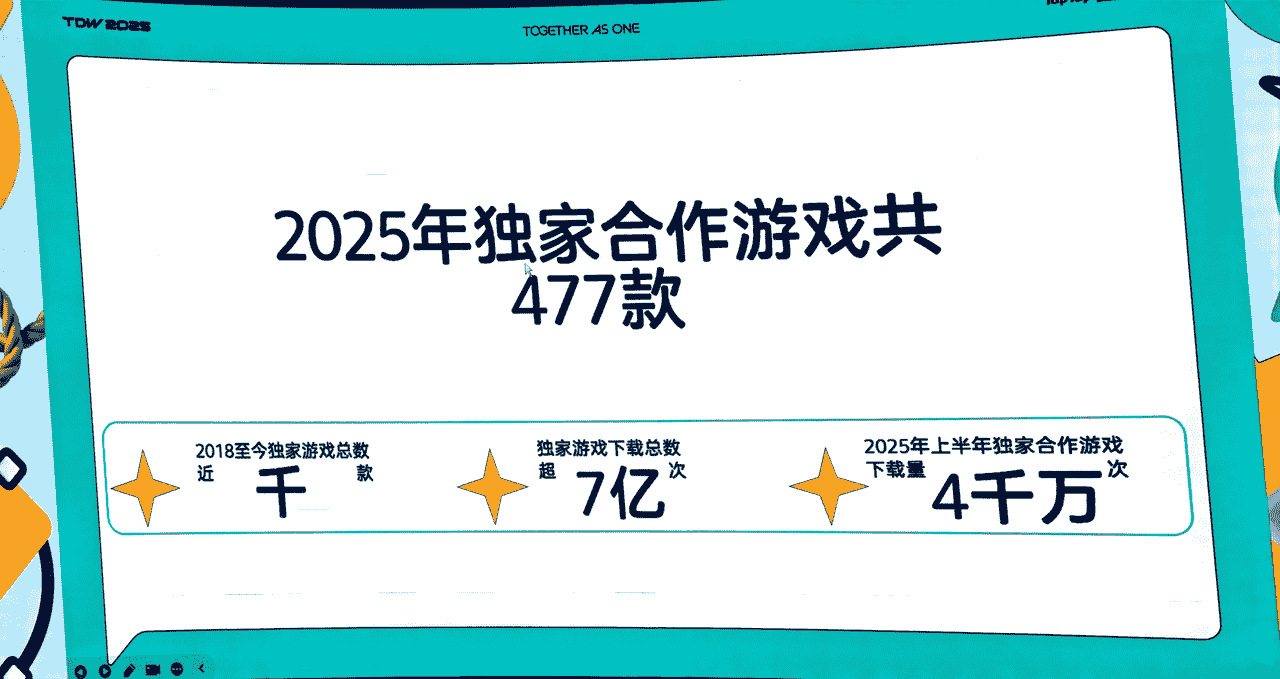 TDW 2025
TOGETHER AS ONE
2025年独家合作游戏共
477款
2018至今独家游戏总数
近 千 款
独家游戏下载总数
超 7亿 次
2025年上半年独家合作游戏
下载量 4千万 次